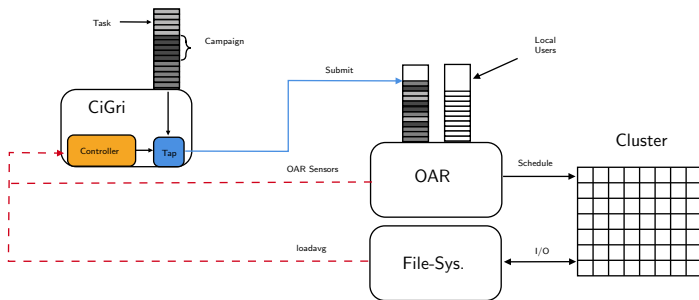 Task
Campaign
Local
Users
Submit
CiGri
Controller
Tap
Cluster
OAR Sensors
OAR
Schedule
loadavg
File-Sys.
I/O